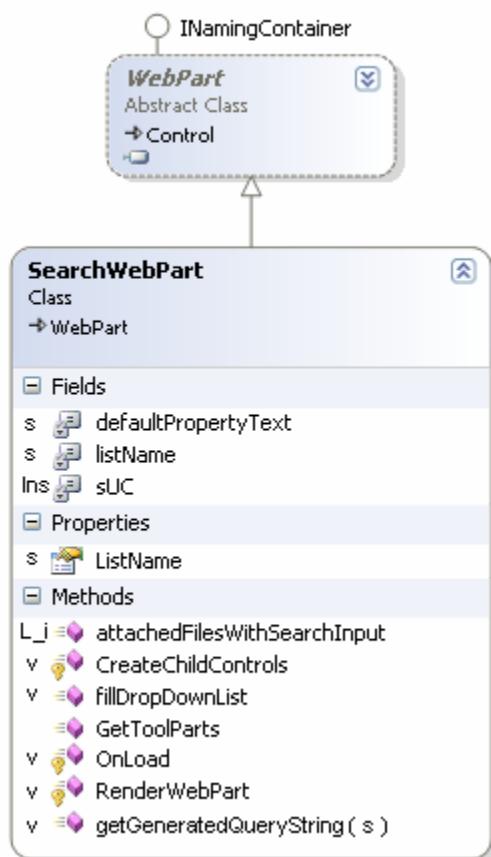 INamingContainer
WebPart
Abstract Class
Control
SearchWebPart
Class
WebPart
Fields
s defaultPropertyText
s listName
Ins sUC
Properties
s ListName
Methods
L_i attachedFilesWithSearchInput
v CreateChildControls
v fillDropDownList
GetToolParts
v OnLoad
v RenderWebPart
v getGeneratedQueryString ( s )